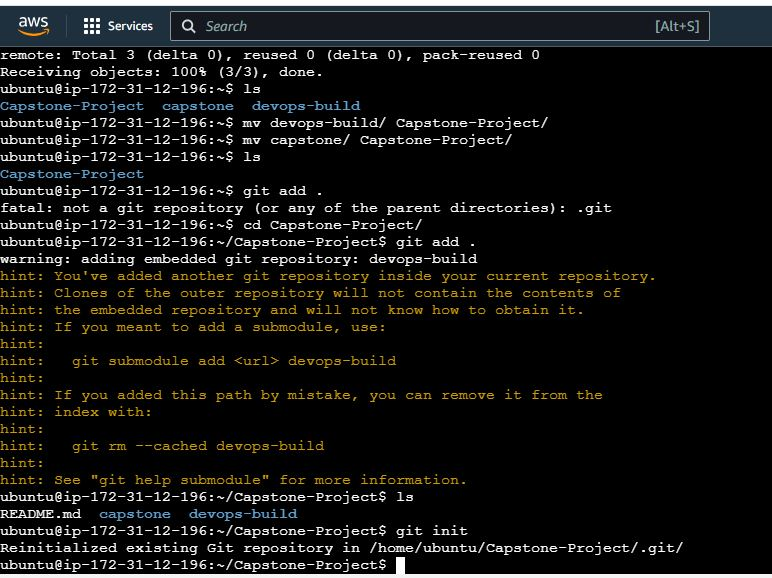 aws
Services
Search
[Alt+S]
remote: Total 3 (delta 0), reused 0 (delta 0), pack-reused 0
Receiving objects: 100% (3/3), done.
ubuntu@ip-172-31-12-196:~$ ls
Capstone-Project  capstone  devops-build
ubuntu@ip-172-31-12-196:~$ mv devops-build/ Capstone-Project/
ubuntu@ip-172-31-12-196:~$ mv capstone/ Capstone-Project/
ubuntu@ip-172-31-12-196:~$ ls
Capstone-Project
ubuntu@ip-172-31-12-196:~$ git add .
fatal: not a git repository (or any of the parent directories): .git
ubuntu@ip-172-31-12-196:~$ cd Capstone-Project/
ubuntu@ip-172-31-12-196:~/Capstone-Project$ git add .
warning: adding embedded git repository: devops-build
hint: You've added another git repository inside your current repository.
hint: Clones of the outer repository will not contain the contents of
hint: the embedded repository and will not know how to obtain it.
hint: If you meant to add a submodule, use:
hint:
hint:   git submodule add <url> devops-build
hint:
hint: If you added this path by mistake, you can remove it from the
hint: index with:
hint:
hint:   git rm --cached devops-build
hint:
hint: See "git help submodule" for more information.
ubuntu@ip-172-31-12-196:~/Capstone-Project$ ls
README.md  capstone  devops-build
ubuntu@ip-172-31-12-196:~/Capstone-Project$ git init
Reinitialized existing Git repository in /home/ubuntu/Capstone-Project/.git/
ubuntu@ip-172-31-12-196:~/Capstone-Project$